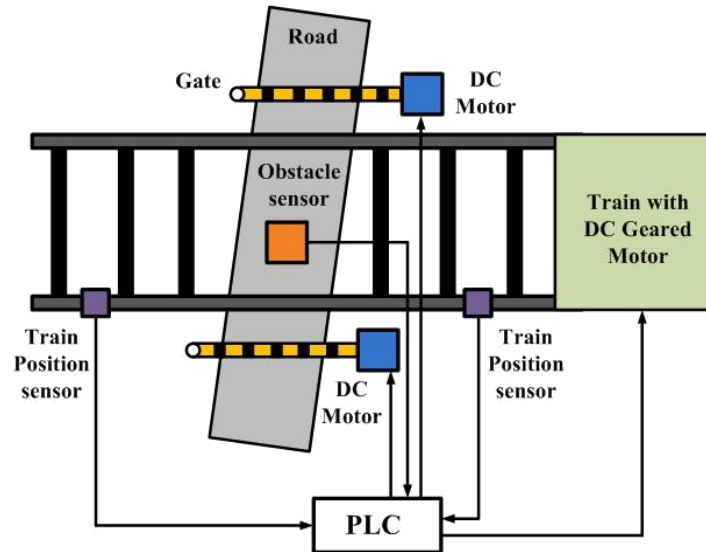 Road
Gate
DC
Motor
Obstacle
sensor
Train with
DC Geared
Motor
Train
Position
sensor
DC
Motor
Train
Position
sensor
PLC